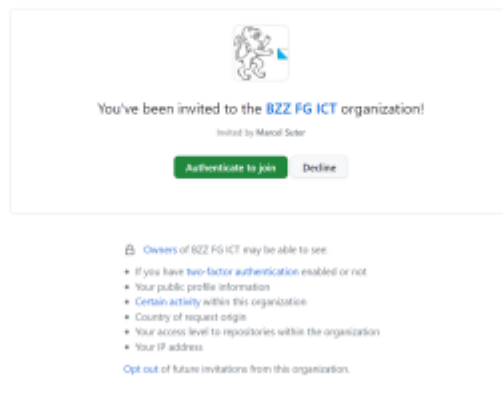 You've been invited to the BZZ FG ICT organization!
Invited by Marcel Suter
Authenticate to join
Decline
Owners of BZZ FG ICT may be able to see:
• If you have two-factor authentication enabled or not
• Your public profile information
• Certain activity within this organization
• Country of request origin
• Your access level to repositories within the organization
• Your IP address
Opt out of future invitations from this organization.